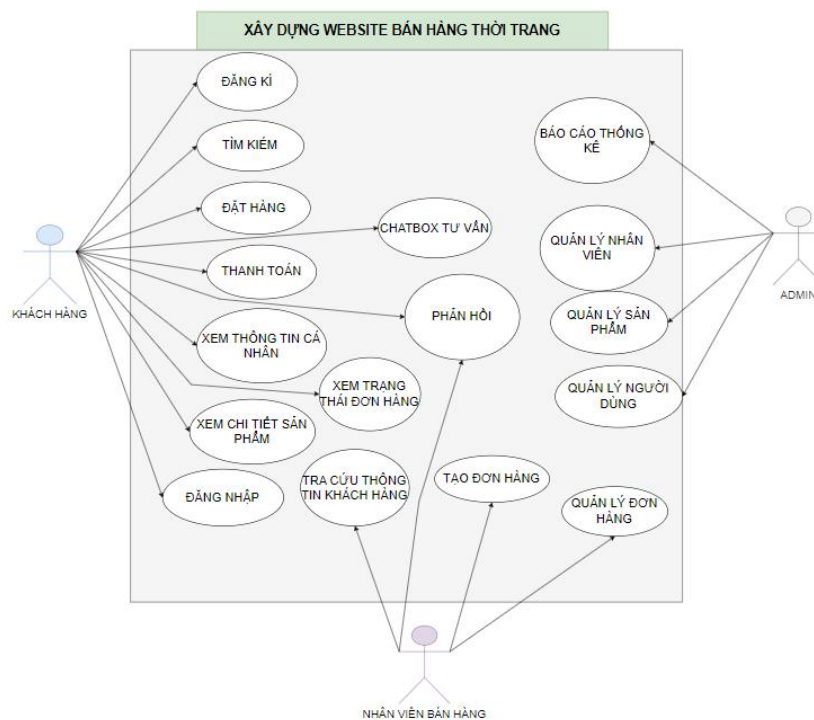 XÂY DỰNG WEBSITE BÁN HÀNG THỜI TRANG
ĐĂNG KÍ
TÌM KIẾM
ĐẶT HÀNG
CHATBOX TƯ VẤN
THANH TOÁN
PHẢN HỒI
XEM THÔNG TIN CÁ
NHÂN
XEM TRẠNG
THÁI ĐƠN HÀNG
XEM CHI TIẾT SẢN
PHẨM
ĐĂNG NHẬP
TRA CỨU THÔNG
TIN KHÁCH HÀNG
TẠO ĐƠN HÀNG
QUẢN LÝ ĐƠN
HÀNG
BÁO CÁO THỐNG
KÊ
QUẢN LÝ NHÂN
VIÊN
QUẢN LÝ SẢN
PHẨM
QUẢN LÝ NGƯỜI
DÙNG
KHÁCH HÀNG
ADMIN
NHÂN VIÊN BÁN HÀNG